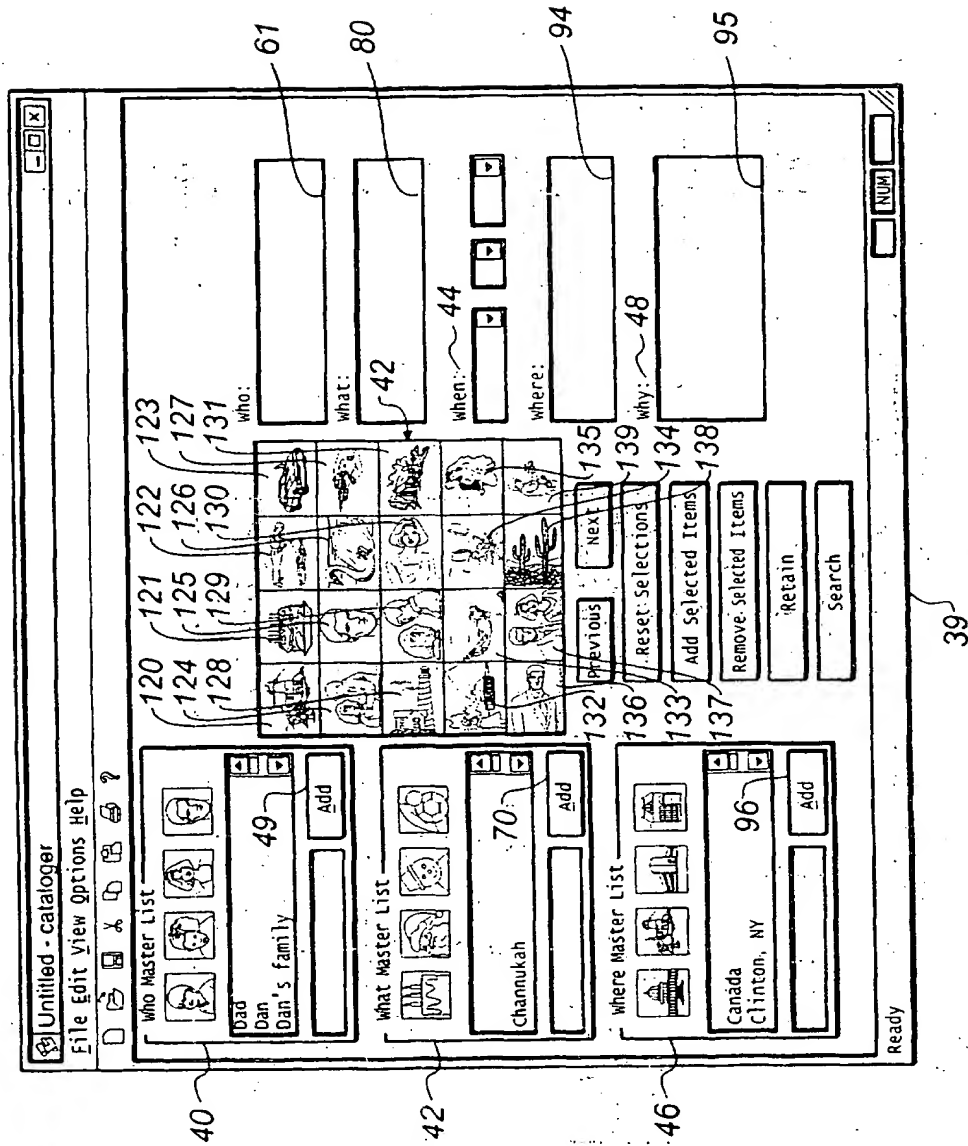 Untitled - cataloger
File Edit View Options Help
?
Who Master List
Dad
Dan
Dan's family
49
Add
40
What Master List
Channukah
70
Add
42
Where Master List
Canada
Clinton, NY
96
Add
46
120
124
128
121
125
129
122
126
130
123
127
131
42
132
136
133
137
135
139
134
138
Previous
Next
Reset Selections
Add Selected Items
Remove Selected Items
Retain
Search
Who:
61
What:
80
When:
44
Where:
94
Why:
48
95
Ready
NUM
39